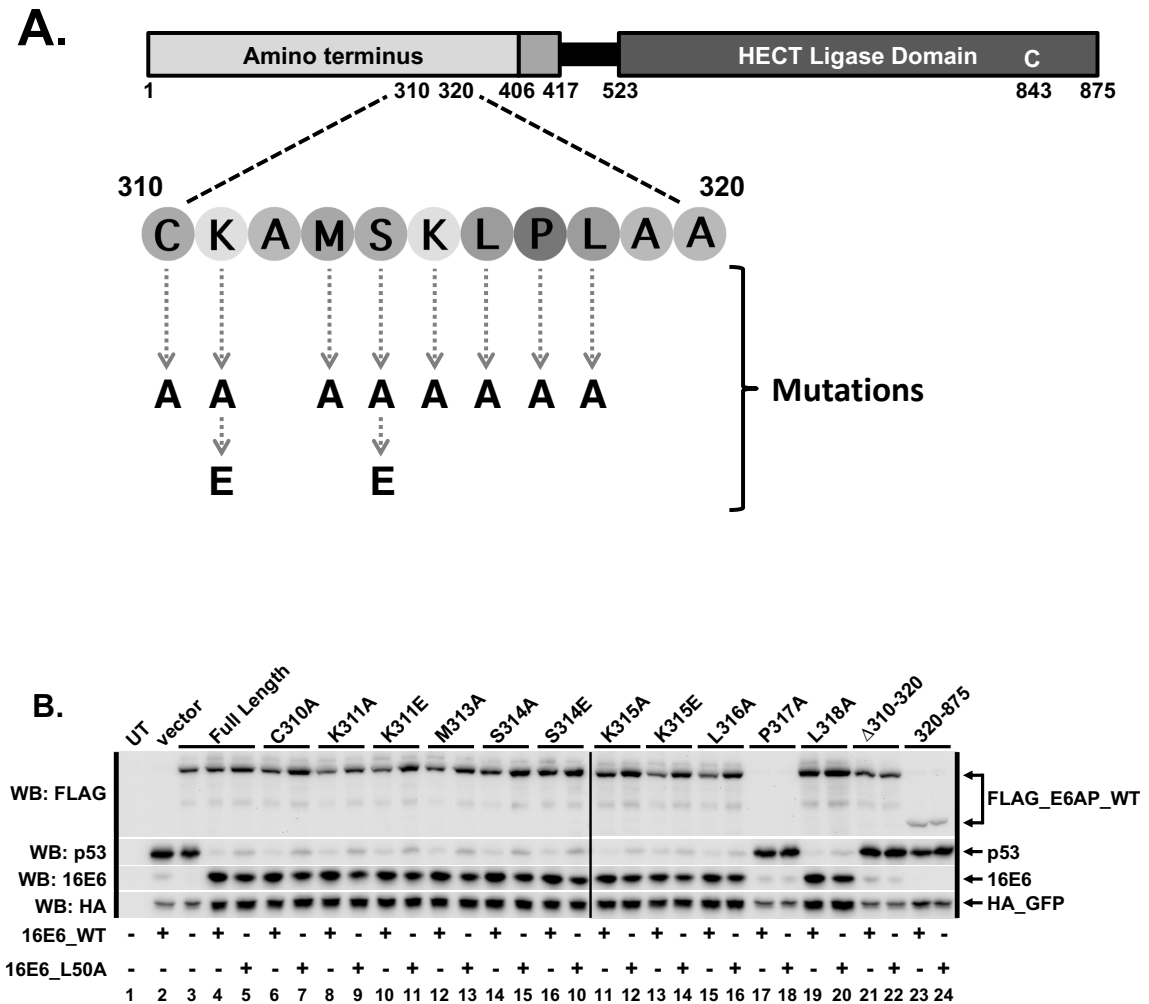 A.
Amino terminus HECT Ligase Domain C
1 310 320 406 417 523 843 875
310 320
C K A M S K L P L A A
A A A A A A A A
Mutations
E E
B.
UT vector Full Length C310A K311A K311E M313A S314A S314E K315A K315E L316A P317A L318A Δ310-320 320-875
WB: FLAG FLAG_E6AP_WT
WB: p53 p53
WB: 16E6 16E6
WB: HA HA_GFP
16E6_WT - + - + - + - + - + - + - + - + - + - + - + - + - + - + - + -
16E6_L50A - - - - + - + - + - + - + - + - + - + - + - + - + - + - + - +
1 2 3 4 5 6 7 8 9 10 11 12 13 14 15 16 10 11 12 13 14 15 16 17 18 19 20 21 22 23 24